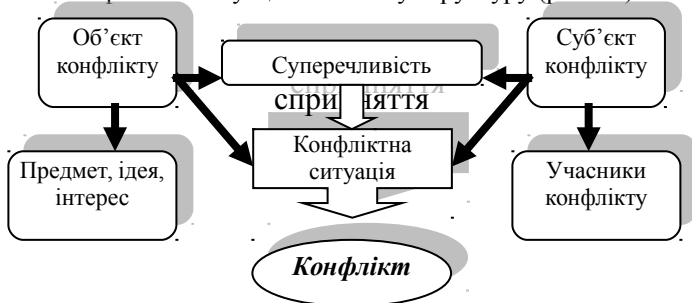 Об’єкт
конфлікту
Суперечливість
сприйняття
Суб’єкт
конфлікту
Предмет, ідея,
інтерес
Конфліктна
ситуація
Учасники
конфлікту
Конфлікт